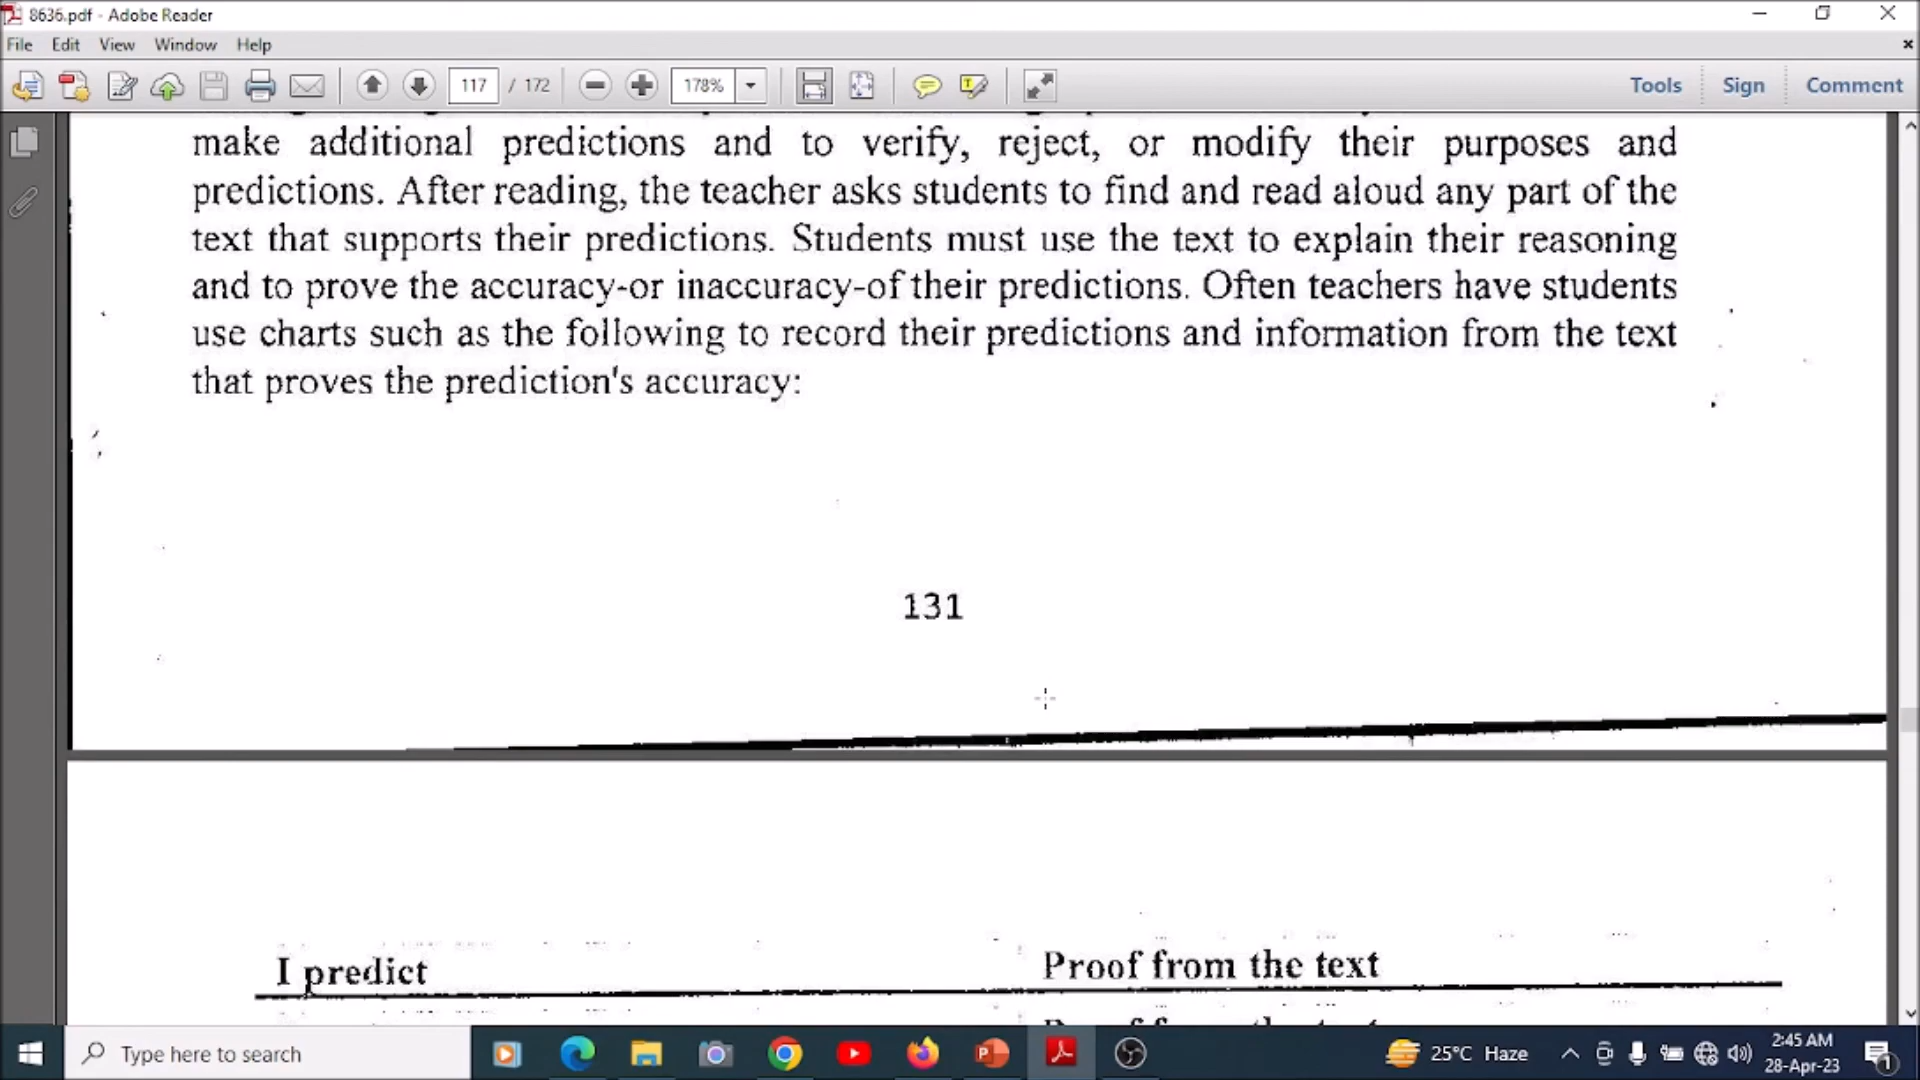 8636.pdf - Adobe Reader
File Edit View Window Help
117 / 172 178% Tools Sign Comment
make additional predictions and to verify, reject, or modify their purposes and
predictions. After reading, the teacher asks students to find and read aloud any part of the
text that supports their predictions. Students must use the text to explain their reasoning
and to prove the accuracy-or inaccuracy-of their predictions. Often teachers have students
use charts such as the following to record their predictions and information from the text
that proves the prediction's accuracy:
131
I predict Proof from the text
Type here to search 25°C Haze 2:45 AM
28-Apr-23 1